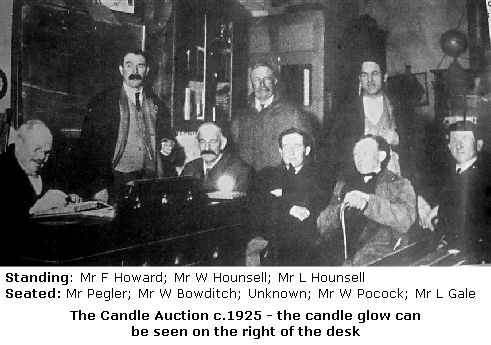 Standing: Mr F Howard; Mr W Hounsell; Mr L Hounsell
Seated: Mr Pegler; Mr W Bowditch; Unknown; Mr W Pocock; Mr L Gale
The Candle Auction c.1925 - the candle glow can
be seen on the right of the desk